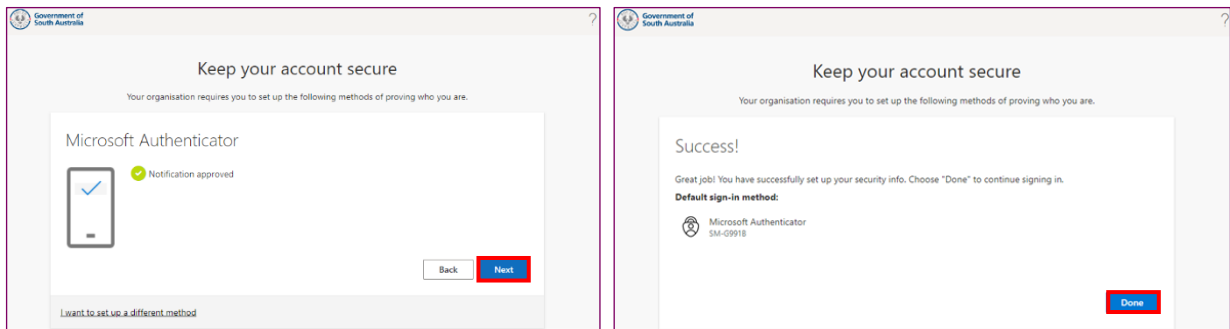 Government of
South Australia
?
Keep your account secure
Your organisation requires you to set up the following methods of proving who you are.
Microsoft Authenticator
Notification approved
Back
Next
I want to set up a different method
Government of
South Australia
?
Keep your account secure
Your organisation requires you to set up the following methods of proving who you are.
Success!
Great job! You have successfully set up your security info. Choose "Done" to continue signing in.
Default sign-in method:
Microsoft Authenticator
SM-G991B
Done